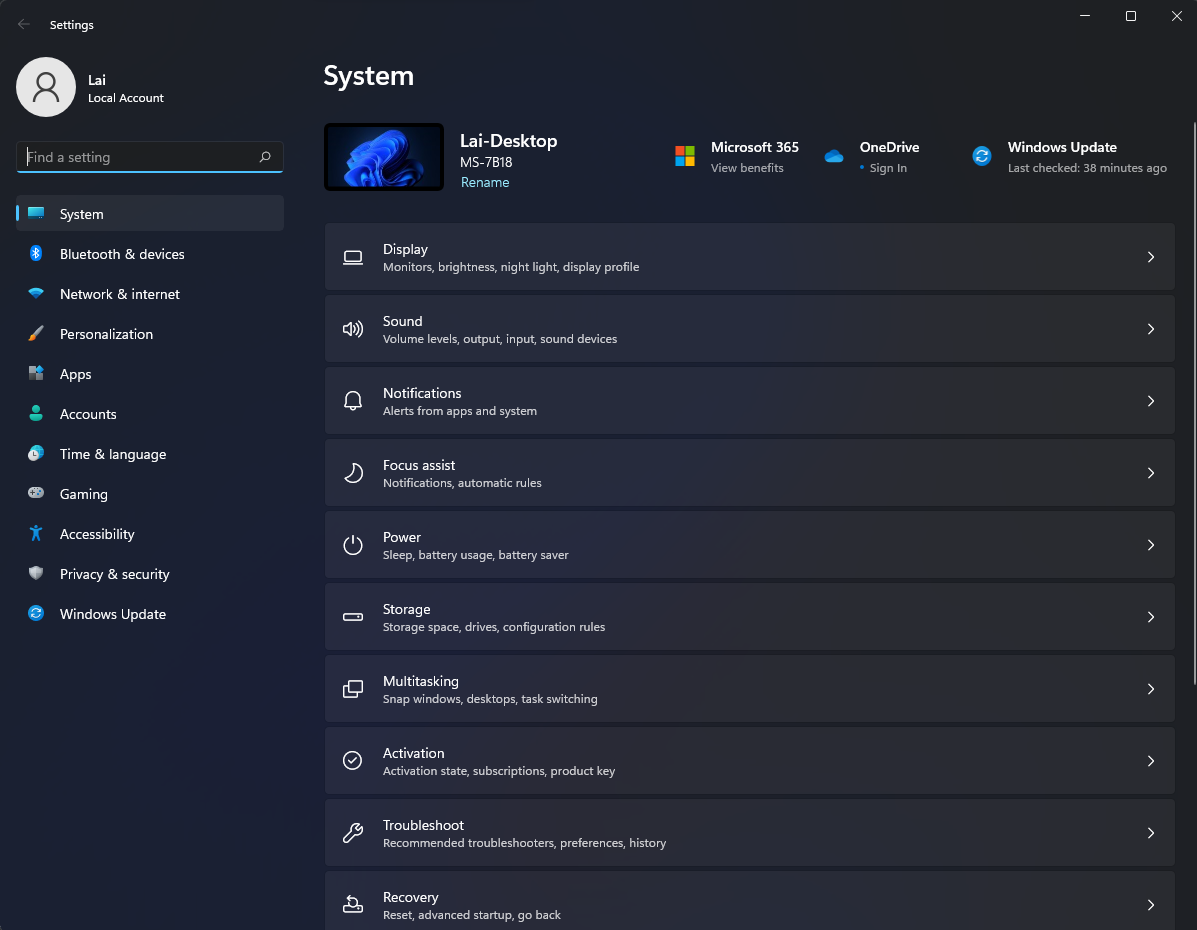 Settings
Lai
Local Account
Find a setting
System
Bluetooth & devices
Network & internet
Personalization
Apps
Accounts
Time & language
Gaming
Accessibility
Privacy & security
Windows Update
System
Lai-Desktop
MS-7B18
Rename
Microsoft 365
View benefits
OneDrive
• Sign In
Windows Update
Last checked: 38 minutes ago
Display
Monitors, brightness, night light, display profile
Sound
Volume levels, output, input, sound devices
Notifications
Alerts from apps and system
Focus assist
Notifications, automatic rules
Power
Sleep, battery usage, battery saver
Storage
Storage space, drives, configuration rules
Multitasking
Snap windows, desktops, task switching
Activation
Activation state, subscriptions, product key
Troubleshoot
Recommended troubleshooters, preferences, history
Recovery
Reset, advanced startup, go back